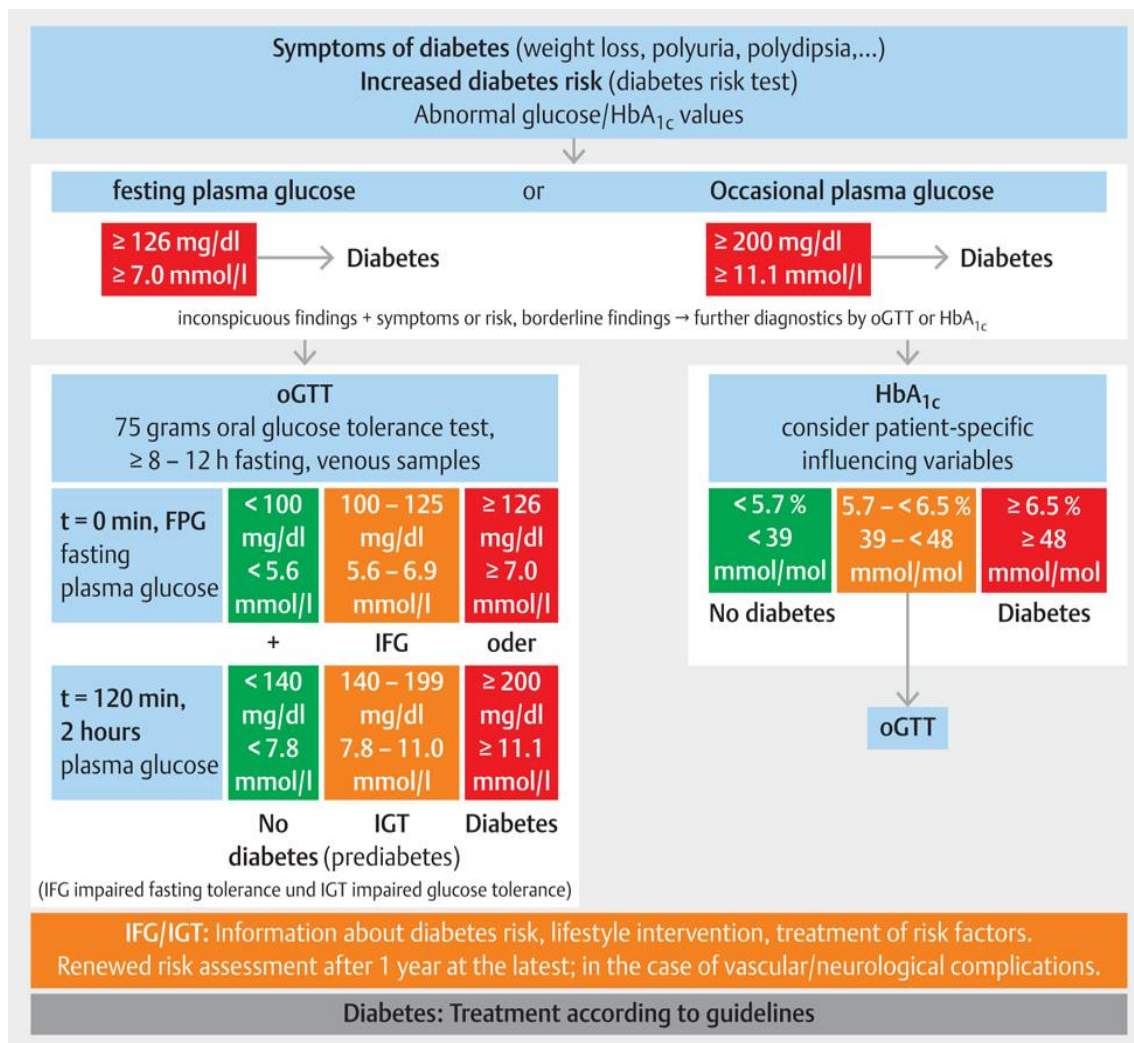 Symptoms of diabetes (weight loss, polyuria, polydipsia,...)
Increased diabetes risk (diabetes risk test)
Abnormal glucose/HbA1c values
festing plasma glucose
or
Occasional plasma glucose
≥ 126 mg/dl
≥ 7.0 mmol/l
Diabetes
≥ 200 mg/dl
≥ 11.1 mmol/l
Diabetes
inconspicuous findings + symptoms or risk, borderline findings → further diagnostics by oGTT or HbA1c
oGTT
75 grams oral glucose tolerance test,
≥ 8 – 12 h fasting, venous samples
t = 0 min, FPG
fasting
plasma glucose
< 100
mg/dl
< 5.6
mmol/l
100 – 125
mg/dl
5.6 – 6.9
mmol/l
≥ 126
mg/dl
≥ 7.0
mmol/l
+
IFG
oder
t = 120 min,
2 hours
plasma glucose
< 140
mg/dl
< 7.8
mmol/l
140 – 199
mg/dl
7.8 – 11.0
mmol/l
≥ 200
mg/dl
≥ 11.1
mmol/l
No
IGT
Diabetes
diabetes (prediabetes)
(IFG impaired fasting tolerance und IGT impaired glucose tolerance)
HbA1c
consider patient-specific
influencing variables
< 5.7 %
< 39
mmol/mol
5.7 – < 6.5 %
39 – < 48
mmol/mol
≥ 6.5 %
≥ 48
mmol/mol
No diabetes
Diabetes
oGTT
IFG/IGT: Information about diabetes risk, lifestyle intervention, treatment of risk factors.
Renewed risk assessment after 1 year at the latest; in the case of vascular/neurological complications.
Diabetes: Treatment according to guidelines